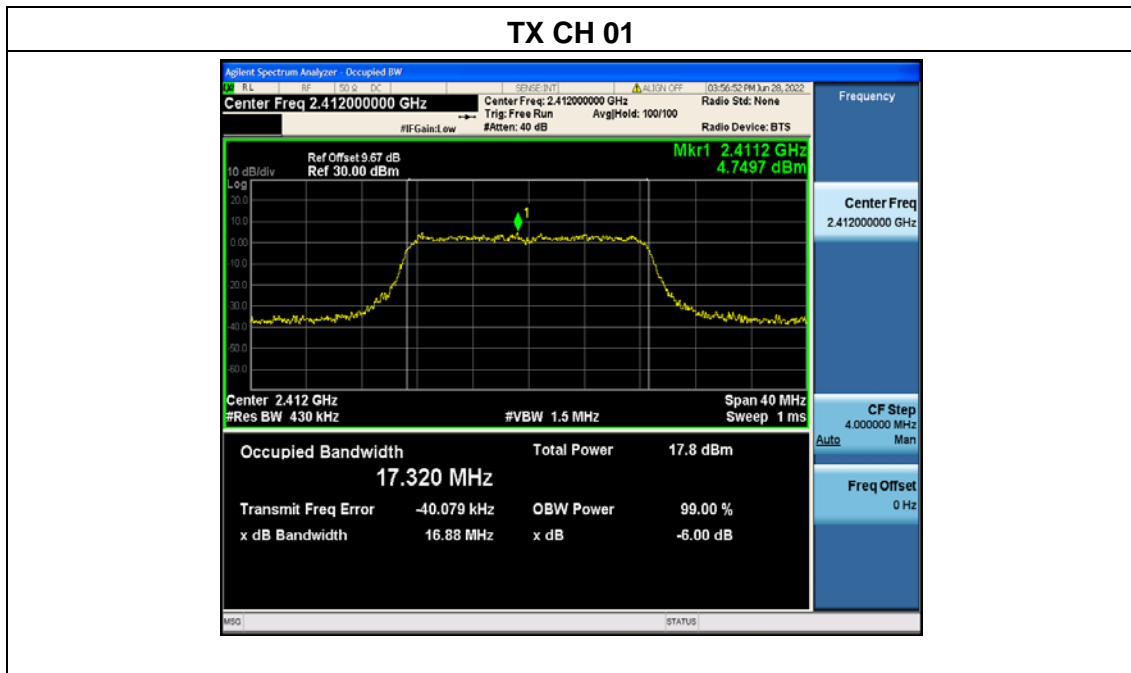 TX CH 01
Agilent Spectrum Analyzer - Occupied BW
RL RF 50 Ω DC SENSE:INT ALIGN OFF 03:56:52 PM Jun 28, 2022
Center Freq 2.412000000 GHz
Center Freq: 2.412000000 GHz Radio Std: None
Trig: Free Run Avg|Hold: 100/100
#IFGain:Low #Atten: 40 dB Radio Device: BTS
Frequency
Ref Offset 9.67 dB
10 dB/div Ref 30.00 dBm
Mkr1 2.4112 GHz
4.7497 dBm
Log
20.0
10.0
0.00
-10.0
-20.0
-30.0
-40.0
-50.0
-60.0
1
Center 2.412 GHz Span 40 MHz
#Res BW 430 kHz #VBW 1.5 MHz Sweep 1 ms
Center Freq
2.412000000 GHz
CF Step
4.000000 MHz
Auto Man
Freq Offset
0 Hz
Occupied Bandwidth Total Power 17.8 dBm
17.320 MHz
Transmit Freq Error -40.079 kHz OBW Power 99.00 %
x dB Bandwidth 16.88 MHz x dB -6.00 dB
MSG STATUS